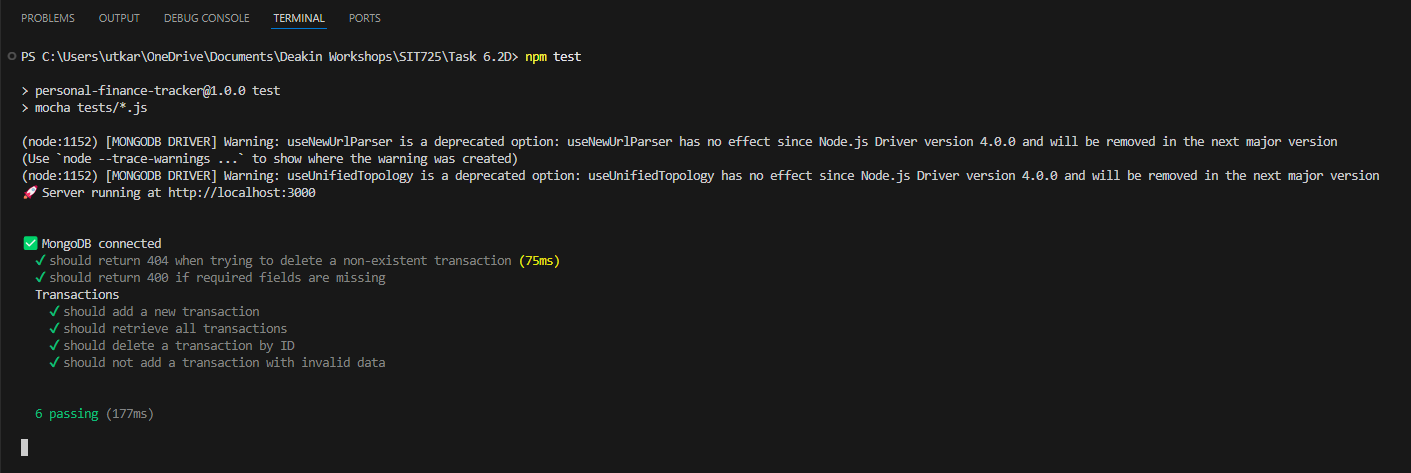 PROBLEMS OUTPUT DEBUG CONSOLE TERMINAL PORTS
PS C:\Users\utkar\OneDrive\Documents\Deakin Workshops\SIT725\Task 6.2D> npm test
> personal-finance-tracker@1.0.0 test
> mocha tests/*.js
(node:1152) [MONGODB DRIVER] Warning: useNewUrlParser is a deprecated option: useNewUrlParser has no effect since Node.js Driver version 4.0.0 and will be removed in the next major version
(Use `node --trace-warnings ...` to show where the warning was created)
(node:1152) [MONGODB DRIVER] Warning: useUnifiedTopology is a deprecated option: useUnifiedTopology has no effect since Node.js Driver version 4.0.0 and will be removed in the next major version
🚀 Server running at http://localhost:3000
✅ MongoDB connected
✓ should return 404 when trying to delete a non-existent transaction (75ms)
✓ should return 400 if required fields are missing
Transactions
✓ should add a new transaction
✓ should retrieve all transactions
✓ should delete a transaction by ID
✓ should not add a transaction with invalid data
6 passing (177ms)